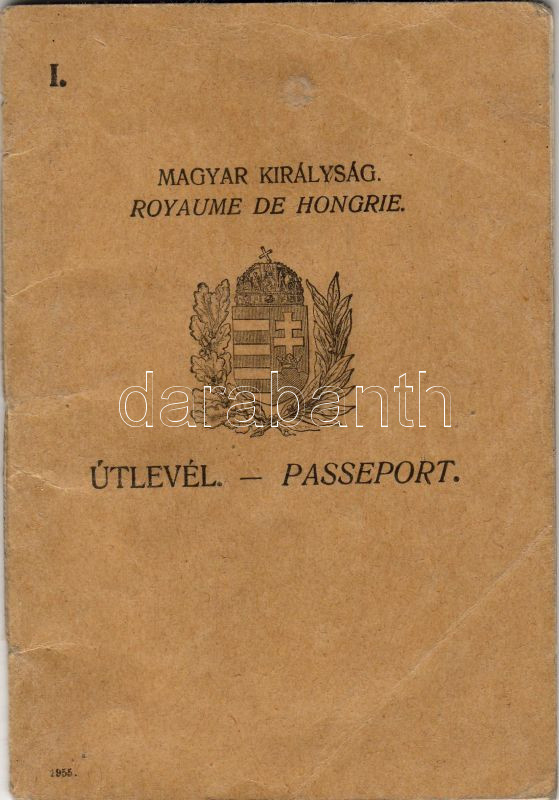 I.
MAGYAR KIRÁLYSÁG.
ROYAUME DE HONGRIE.
darabanth
ÚTLEVÉL. — PASSEPORT.
1955.